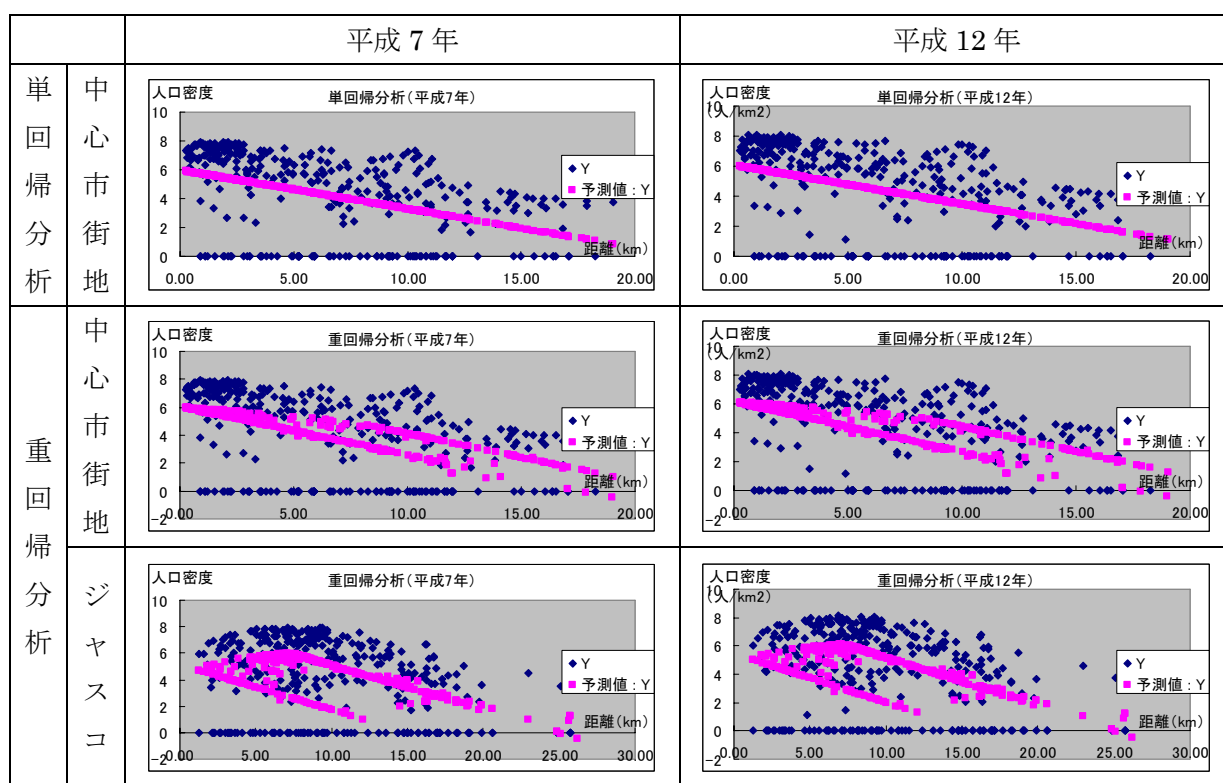 平成 7 年
平成 12 年
単回帰分析
中心市街地
人口密度
単回帰分析(平成7年)
10
8
6
4
2
0
0.00
5.00
10.00
15.00
20.00
距離(km)
Y
予測値 : Y
人口密度
(人/km2)
単回帰分析(平成12年)
10
8
6
4
2
0
0.00
5.00
10.00
15.00
20.00
距離(km)
Y
予測値 : Y
重回帰分析
中心市街地
人口密度
重回帰分析(平成7年)
10
8
6
4
2
0
-2
0.00
5.00
10.00
15.00
20.00
距離(km)
Y
予測値 : Y
人口密度
(人/km2)
重回帰分析(平成12年)
10
8
6
4
2
0
-2
0.00
5.00
10.00
15.00
20.00
距離(km)
Y
予測値 : Y
ジャスコ
人口密度
重回帰分析(平成7年)
10
8
6
4
2
0
-2
0.00
5.00
10.00
15.00
20.00
25.00
30.00
距離(km)
Y
予測値 : Y
人口密度
(人/km2)
重回帰分析(平成12年)
10
8
6
4
2
0
-2
0.00
5.00
10.00
15.00
20.00
25.00
30.00
距離(km)
Y
予測値 : Y